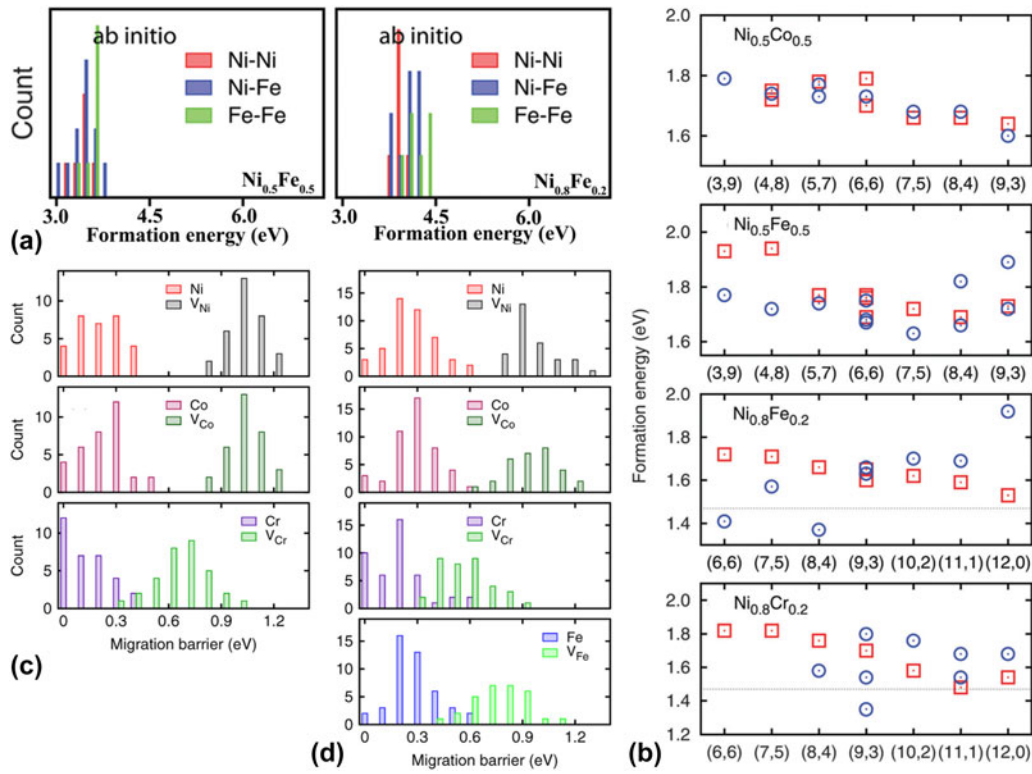 ab initio
Ni-Ni
Ni-Fe
Fe-Fe
Count
Ni0.5Fe0.5
3.0 4.5 6.0
Formation energy (eV)
(a)
ab initio
Ni-Ni
Ni-Fe
Fe-Fe
Ni0.8Fe0.2
3.0 4.5 6.0
Formation energy (eV)
Ni
VNi
Count
10
5
0
Co
VCo
Count
10
5
0
Cr
VCr
Count
10
5
0
0 0.3 0.6 0.9 1.2
Migration barrier (eV)
(c)
Ni
VNi
15
10
5
0
Co
VCo
15
10
5
0
Cr
VCr
15
10
5
0
Fe
VFe
15
10
5
0
0 0.3 0.6 0.9 1.2
Migration barrier (eV)
(d)
Formation energy (eV)
Ni0.5Co0.5
2.0
1.8
1.6
(3,9) (4,8) (5,7) (6,6) (7,5) (8,4) (9,3)
Ni0.5Fe0.5
2.0
1.8
1.6
(3,9) (4,8) (5,7) (6,6) (7,5) (8,4) (9,3)
Ni0.8Fe0.2
2.0
1.8
1.6
1.4
(6,6) (7,5) (8,4) (9,3) (10,2) (11,1) (12,0)
Ni0.8Cr0.2
2.0
1.8
1.6
1.4
1.2
(6,6) (7,5) (8,4) (9,3) (10,2) (11,1) (12,0)
(b)